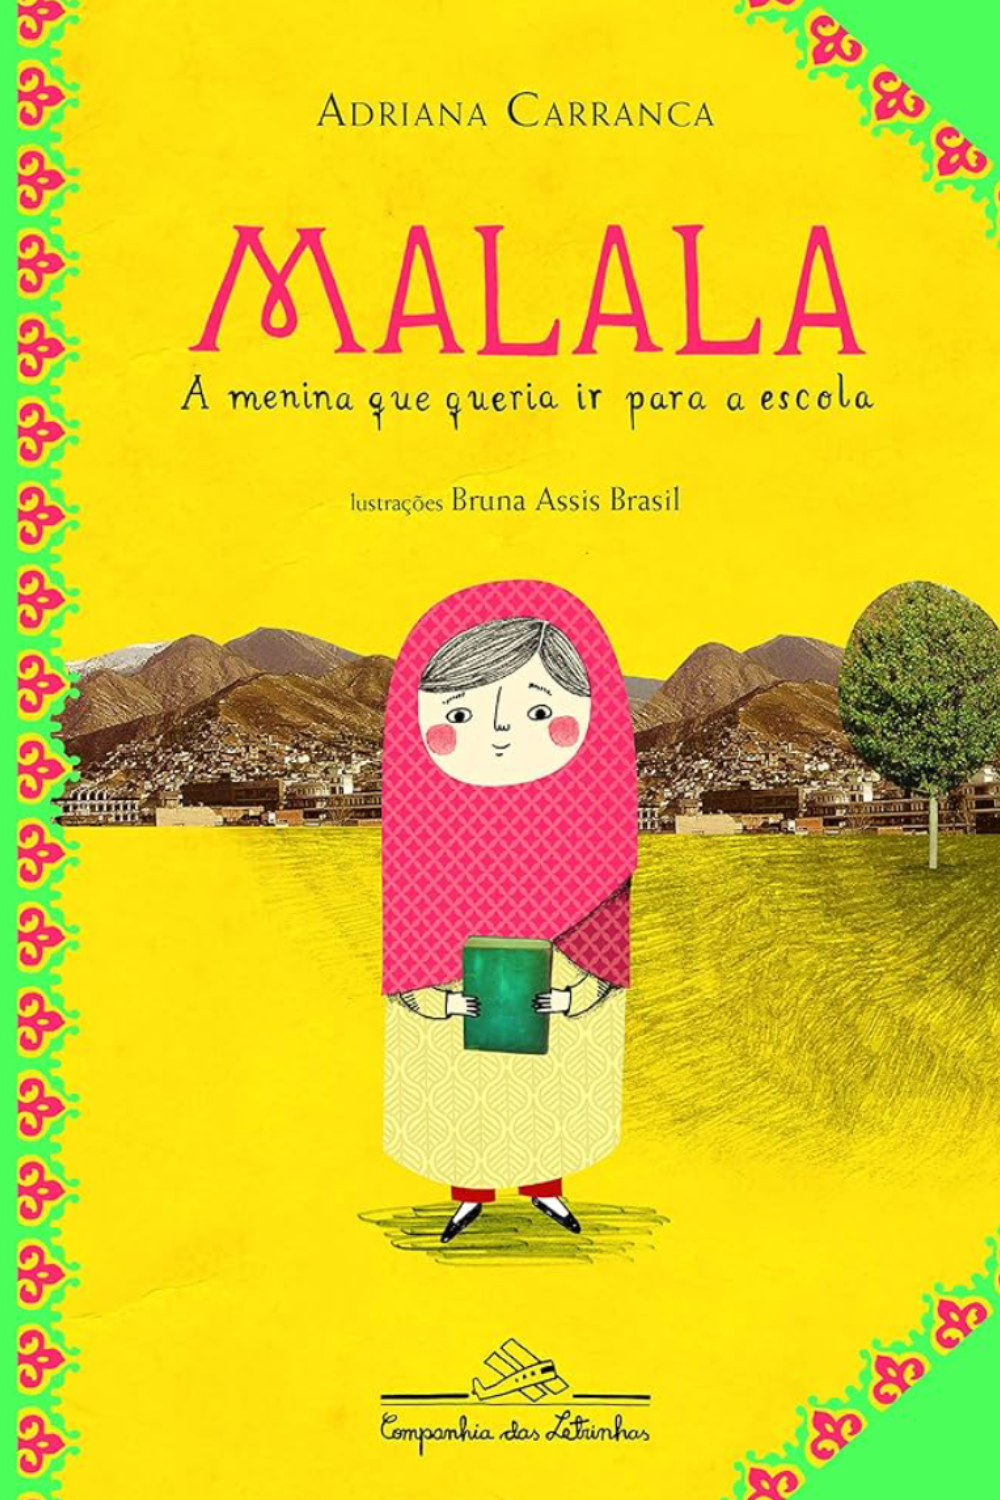 ADRIANA CARRANCA
MALALA
A menina que queria ir para a escola
lustrações Bruna Assis Brasil
Companhia das Letrinhas